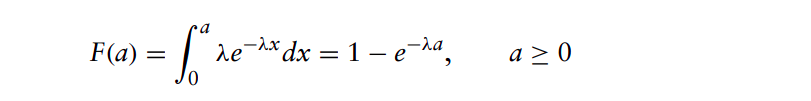 F(a) = ∫₀ᵃ λe^{−λx} dx = 1 − e^{−λa}, a ≥ 0